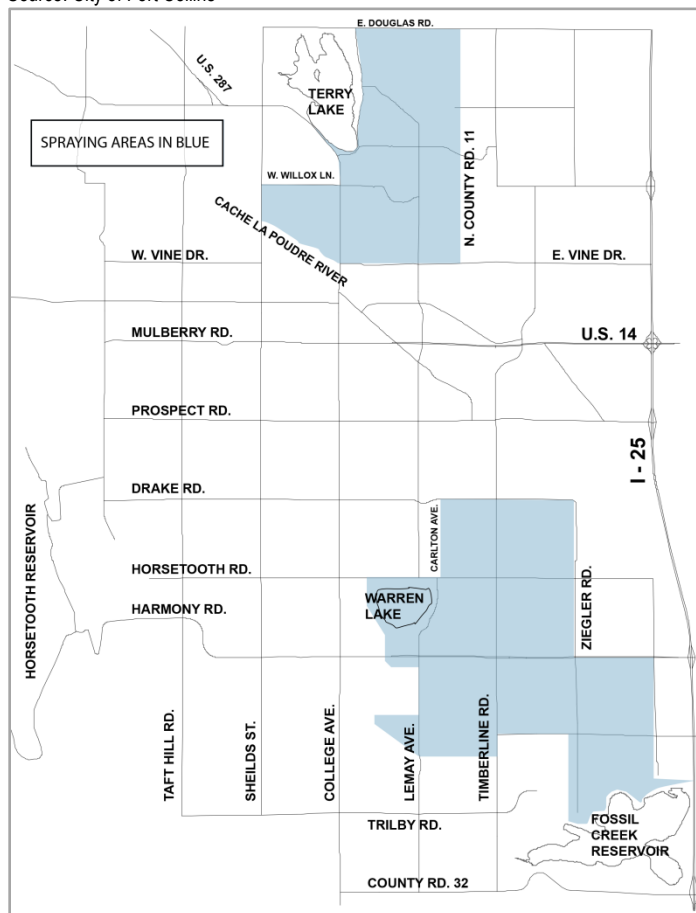 Source: City of Fort Collins
E. DOUGLAS RD.
U.S. 287
TERRY
LAKE
SPRAYING AREAS IN BLUE
N. COUNTY RD. 11
W. WILLOX LN.
CACHE LA POUDRE RIVER
W. VINE DR.
E. VINE DR.
MULBERRY RD.
U.S. 14
PROSPECT RD.
I - 25
DRAKE RD.
HORSETOOTH RESERVOIR
CARLTON AVE.
HORSETOOTH RD.
ZIEGLER RD.
WARREN
LAKE
HARMONY RD.
TAFT HILL RD.
SHEILDS ST.
COLLEGE AVE.
LEMAY AVE.
TIMBERLINE RD.
TRILBY RD.
FOSSIL
CREEK
RESERVOIR
COUNTY RD. 32